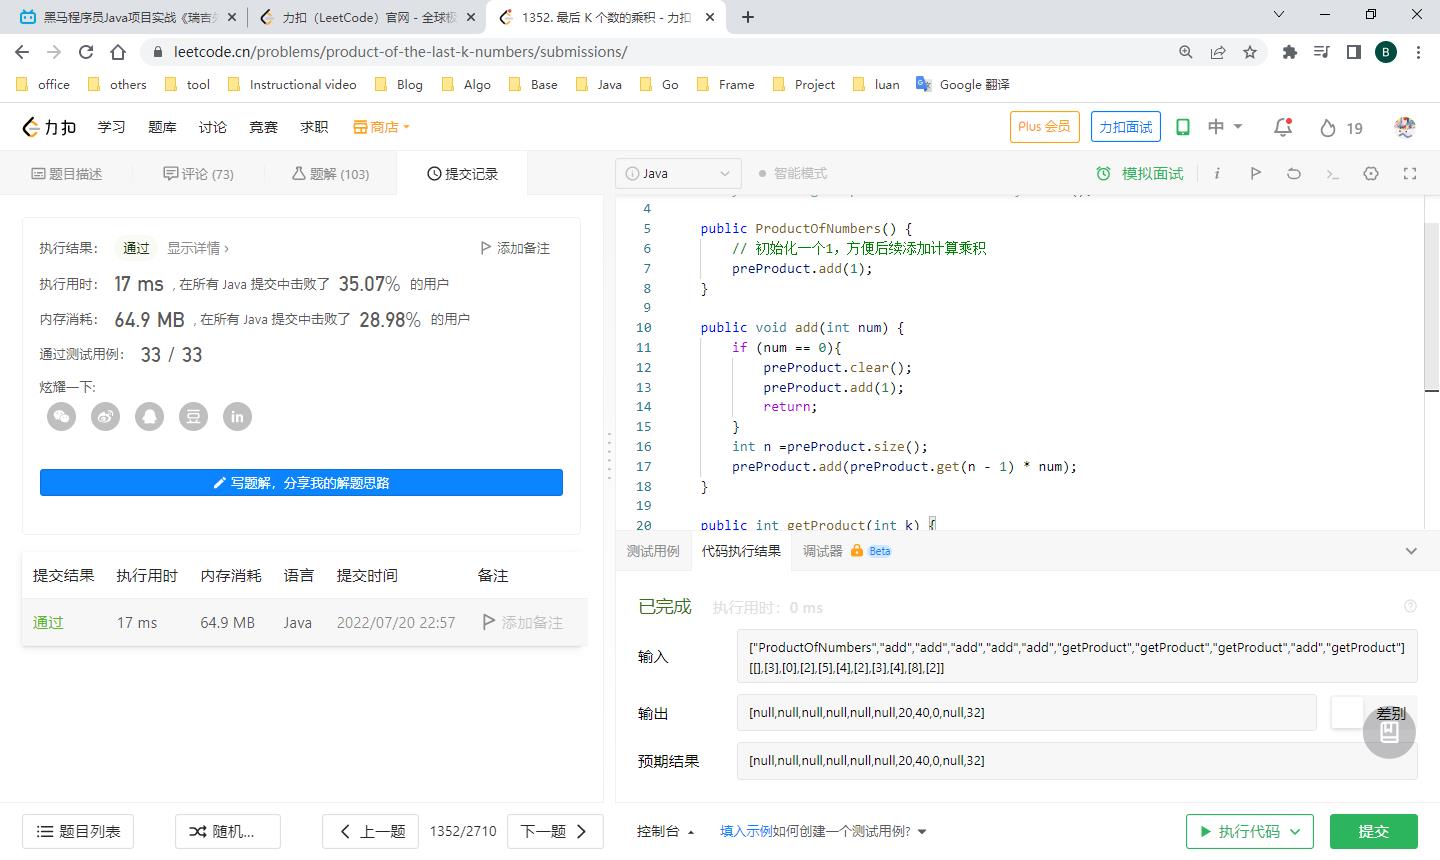 黑马程序员Java项目实战《瑞吉
力扣（LeetCode）官网 - 全球极
1352. 最后 K 个数的乘积 - 力扣
leetcode.cn/problems/product-of-the-last-k-numbers/submissions/
B
office others tool Instructional video Blog Algo Base Java Go Frame Project luan Google 翻译
力扣 学习 题库 讨论 竞赛 求职 商店
Plus 会员 力扣面试 中 19
题目描述 评论 (73) 题解 (103) 提交记录
Java 智能模式 模拟面试
执行结果： 通过 显示详情 › 添加备注
执行用时： 17 ms , 在所有 Java 提交中击败了 35.07% 的用户
内存消耗： 64.9 MB , 在所有 Java 提交中击败了 28.98% 的用户
通过测试用例： 33 / 33
炫耀一下:
豆 in
写题解，分享我的解题思路
提交结果 执行用时 内存消耗 语言 提交时间 备注
通过 17 ms 64.9 MB Java 2022/07/20 22:57 添加备注
4
5 public ProductOfNumbers() {
6 // 初始化一个1，方便后续添加计算乘积
7 preProduct.add(1);
8 }
9
10 public void add(int num) {
11 if (num == 0){
12 preProduct.clear();
13 preProduct.add(1);
14 return;
15 }
16 int n =preProduct.size();
17 preProduct.add(preProduct.get(n - 1) * num);
18 }
19
20 public int getProduct(int k) {
测试用例 代码执行结果 调试器 Beta
已完成 执行用时：0 ms
输入
["ProductOfNumbers","add","add","add","add","add","getProduct","getProduct","getProduct","add","getProduct"]
[[],[3],[0],[2],[5],[4],[2],[3],[4],[8],[2]]
输出 [null,null,null,null,null,null,20,40,0,null,32] 差别
预期结果 [null,null,null,null,null,null,20,40,0,null,32]
题目列表 随机... 上一题 1352/2710 下一题
控制台 填入示例如何创建一个测试用例? 执行代码 提交